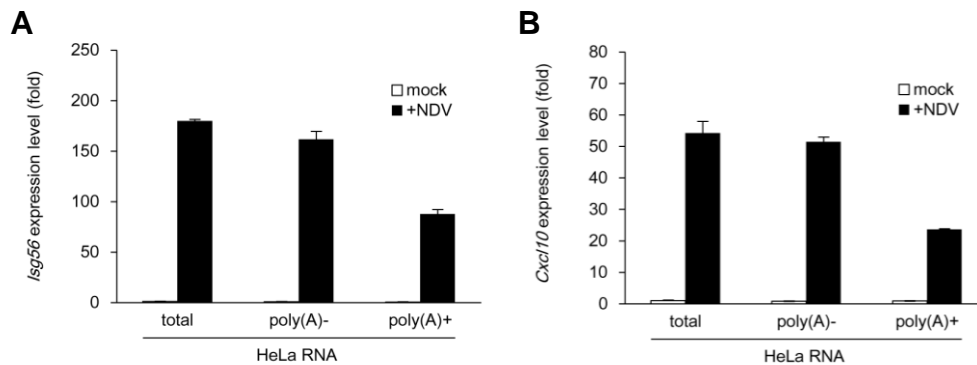 A
Isg56 expression level (fold)
250
200
150
100
50
0
mock
+NDV
total poly(A)- poly(A)+
HeLa RNA
B
Cxcl10 expression level (fold)
80
70
60
50
40
30
20
10
0
mock
+NDV
total poly(A)- poly(A)+
HeLa RNA